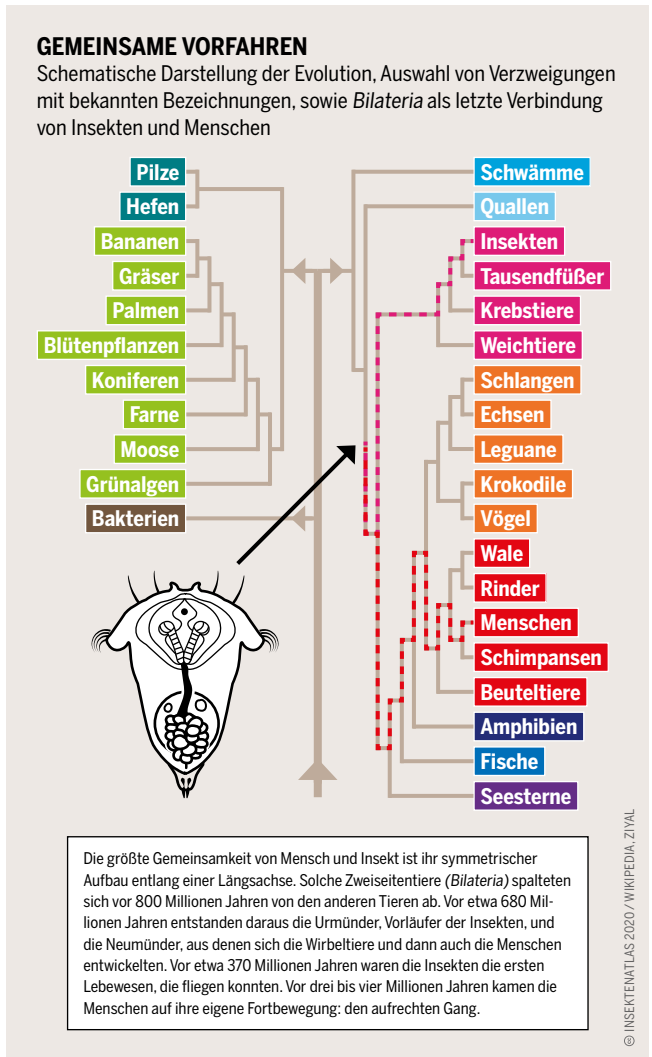 GEMEINSAME VORFAHREN
Schematische Darstellung der Evolution, Auswahl von Verzweigungen
mit bekannten Bezeichnungen, sowie Bilateria als letzte Verbindung
von Insekten und Menschen
Pilze
Hefen
Bananen
Gräser
Palmen
Blütenpflanzen
Koniferen
Farne
Moose
Grünalgen
Bakterien
Schwämme
Quallen
Insekten
Tausendfüßer
Krebstiere
Weichtiere
Schlangen
Echsen
Leguane
Krokodile
Vögel
Wale
Rinder
Menschen
Schimpansen
Beuteltiere
Amphibien
Fische
Seesterne
Die größte Gemeinsamkeit von Mensch und Insekt ist ihr symmetrischer
Aufbau entlang einer Längsachse. Solche Zweiseitentiere (Bilateria) spalteten
sich vor 800 Millionen Jahren von den anderen Tieren ab. Vor etwa 680 Mil-
lionen Jahren entstanden daraus die Urmünder, Vorläufer der Insekten, und
die Neumünder, aus denen sich die Wirbeltiere und dann auch die Menschen
entwickelten. Vor etwa 370 Millionen Jahren waren die Insekten die ersten
Lebewesen, die fliegen konnten. Vor drei bis vier Millionen Jahren kamen die
Menschen auf ihre eigene Fortbewegung: den aufrechten Gang.
INSEKTENATLAS 2020 / WIKIPEDIA, ZIYAL